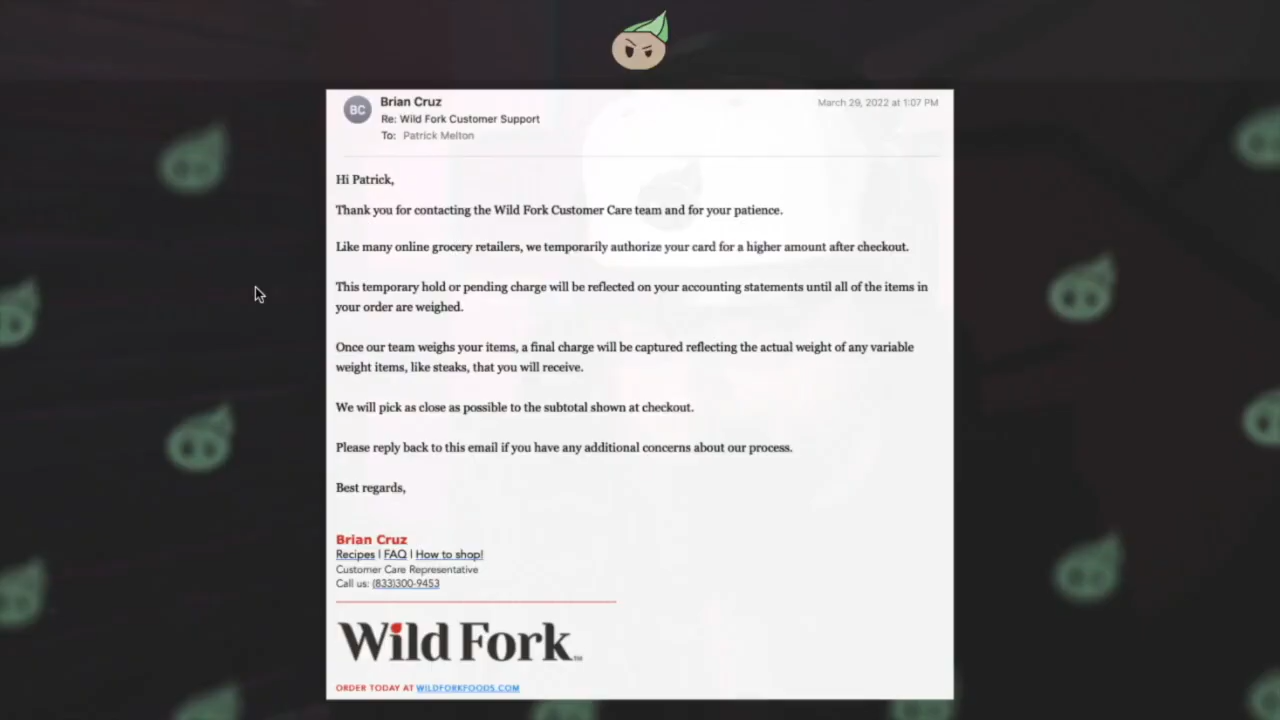 BC
Brian Cruz
March 29, 2022 at 1:07 PM
Re: Wild Fork Customer Support
To: Patrick Melton
Hi Patrick,
Thank you for contacting the Wild Fork Customer Care team and for your patience.
Like many online grocery retailers, we temporarily authorize your card for a higher amount after checkout.
This temporary hold or pending charge will be reflected on your accounting statements until all of the items in
your order are weighed.
Once our team weighs your items, a final charge will be captured reflecting the actual weight of any variable
weight items, like steaks, that you will receive.
We will pick as close as possible to the subtotal shown at checkout.
Please reply back to this email if you have any additional concerns about our process.
Best regards,
Brian Cruz
Recipes | FAQ | How to shop!
Customer Care Representative
Call us: (833)300-9453
Wild Fork™
ORDER TODAY AT WILDFORKFOODS.COM